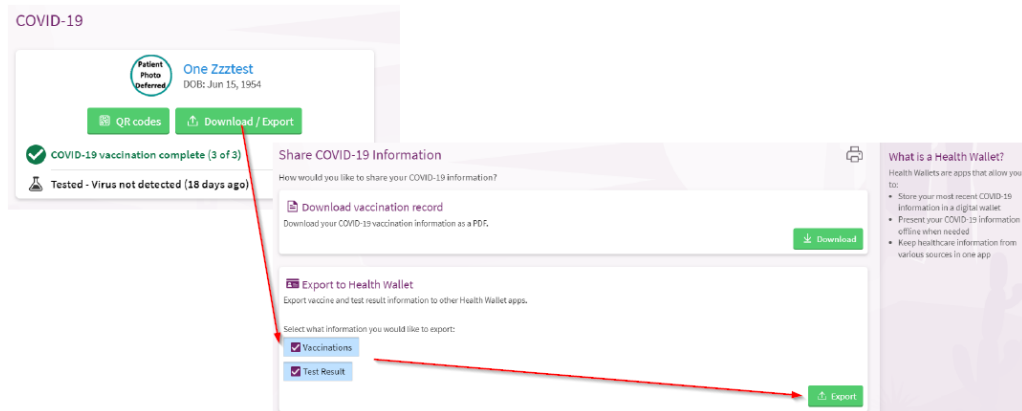 COVID-19
Patient
Photo
Deferred
One Zzztest
DOB: Jun 15, 1954
QR codes
Download / Export
COVID-19 vaccination complete (3 of 3)
Tested - Virus not detected (18 days ago)
Share COVID-19 Information
How would you like to share your COVID-19 information?
Download vaccination record
Download your COVID-19 vaccination information as a PDF.
Download
Export to Health Wallet
Export vaccine and test result information to other Health Wallet apps.
Select what information you would like to export:
Vaccinations
Test Result
Export
What is a Health Wallet?
Health Wallets are apps that allow you
to:
• Store your most recent COVID-19
information in a digital wallet
• Present your COVID-19 information
offline when needed
• Keep healthcare information from
various sources in one app